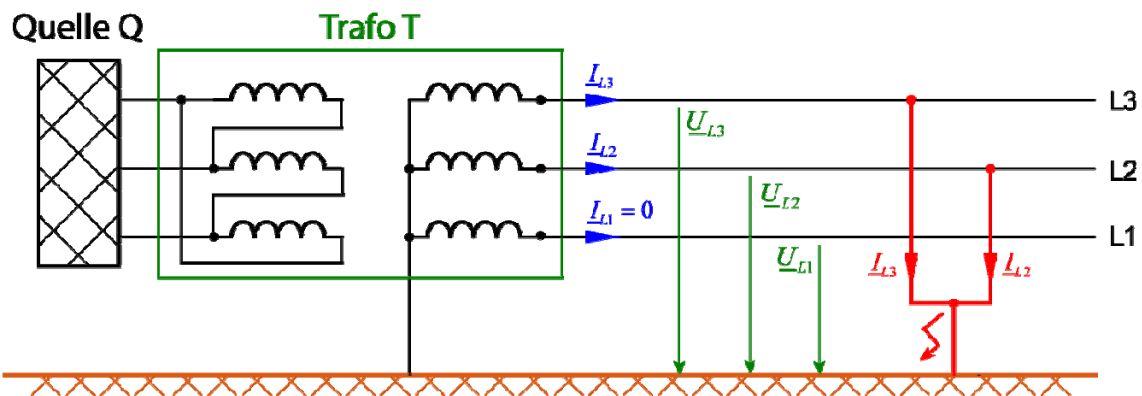 Quelle Q
Trafo T
I_L3
L3
U_L3
I_L2
L2
U_L2
I_L1 = 0
L1
U_L1
I_L3
I_L2